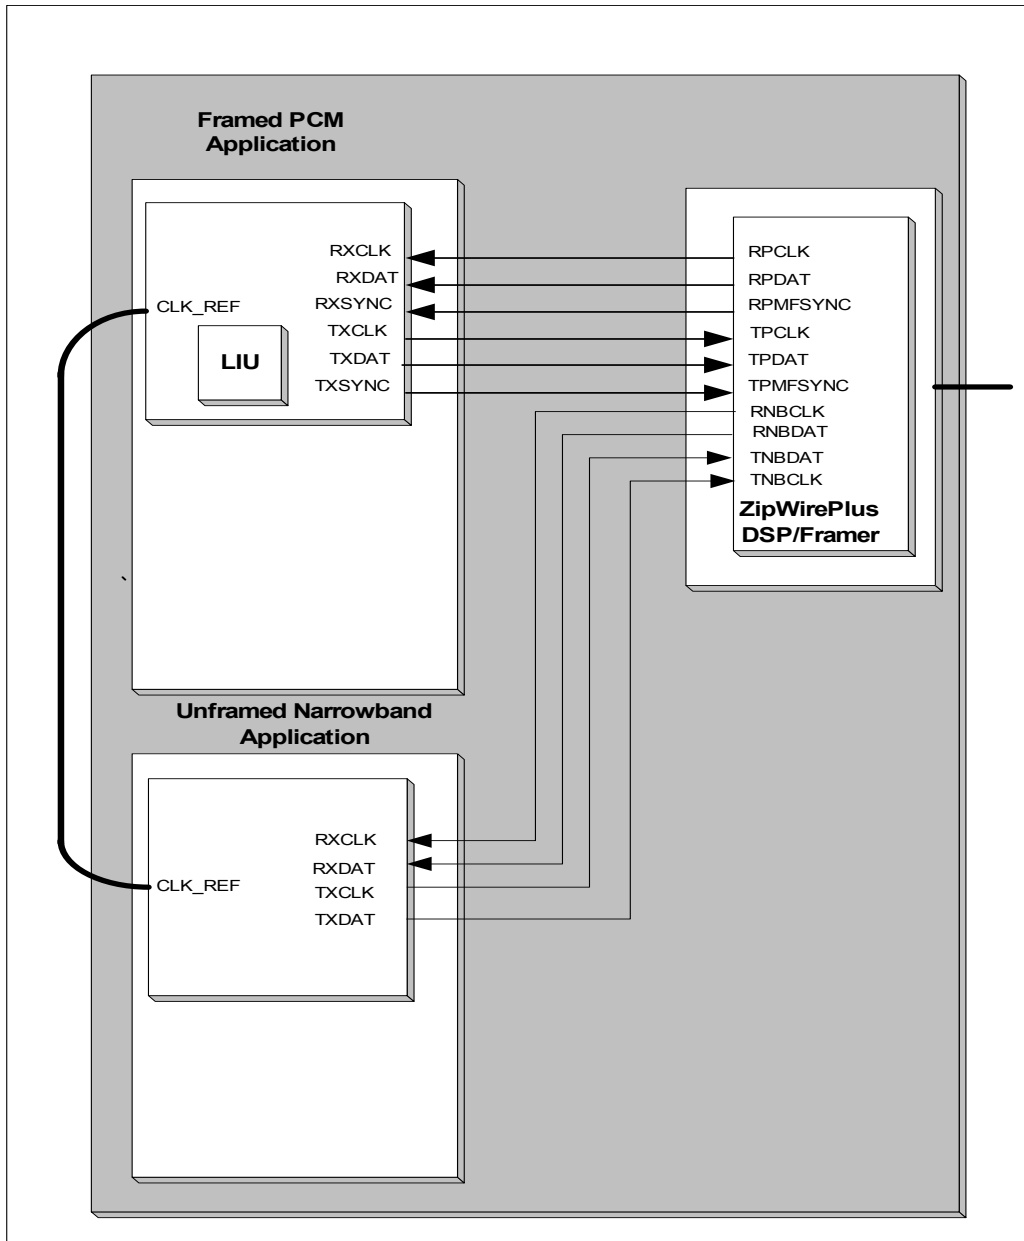 Framed PCM
Application
RXCLK
RXDAT
CLK_REF
RXSYNC
TXCLK
LIU
TXDAT
TXSYNC
RPCLK
RPDAT
RPMFSYNC
TPCLK
TPDAT
TPMFSYNC
RNBCLK
RNBDAT
TNBDAT
TNBCLK
ZipWirePlus
DSP/Framer
Unframed Narrowband
Application
RXCLK
RXDAT
CLK_REF
TXCLK
TXDAT